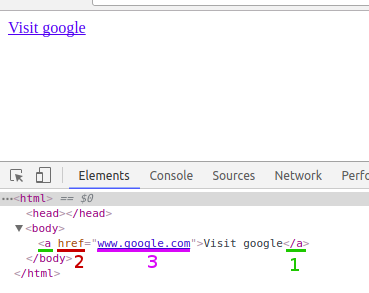 Visit google
Elements Console Sources Network
...<html> == $0
<head></head>
▼<body>
<a href="www.google.com">Visit google</a>
</body>
2 3 1
</html>